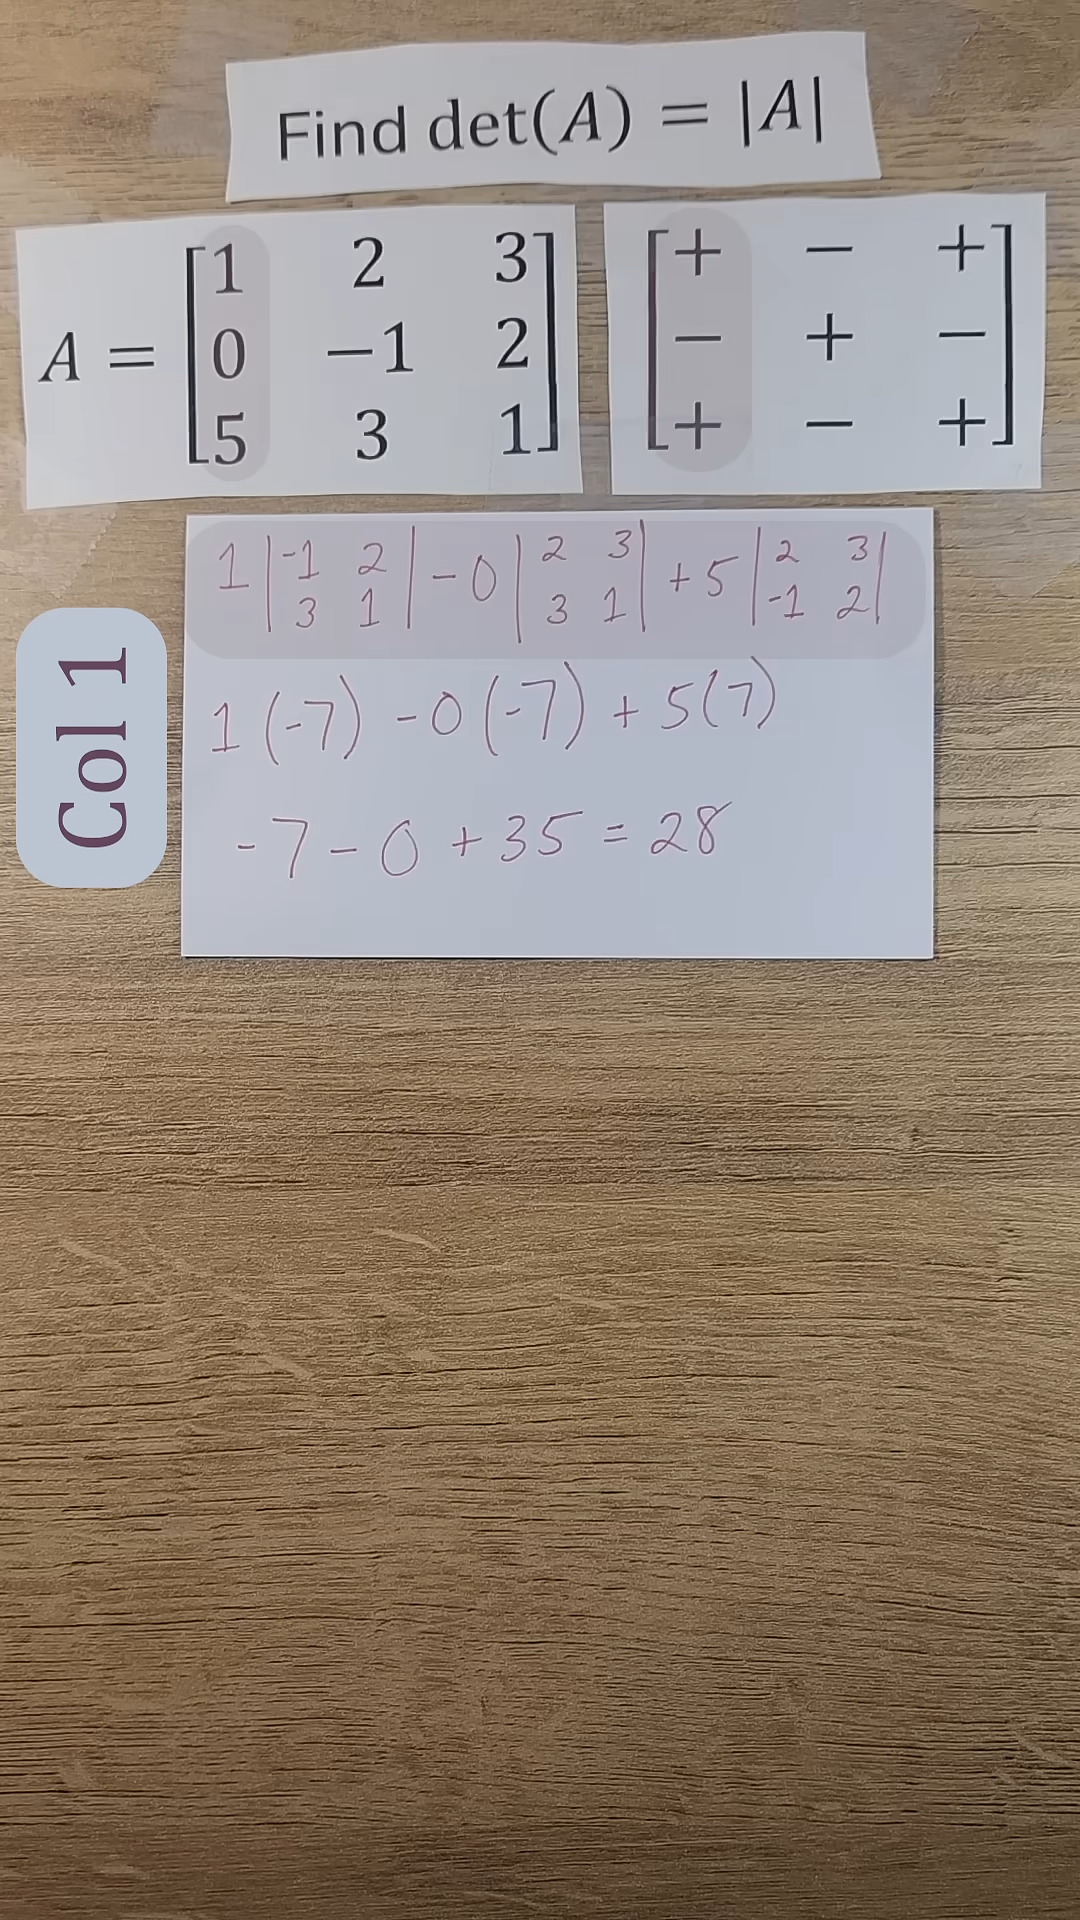 Find det(A) = |A|
A = [1 2 3
0 −1 2
5 3 1]
[+ − +
− + −
+ − +]
Col 1
1 |-1 2| - 0 |2 3| + 5 |2 3|
|3 1| |3 1| |-1 2|
1(-7) - 0(-7) + 5(7)
-7 - 0 + 35 = 28